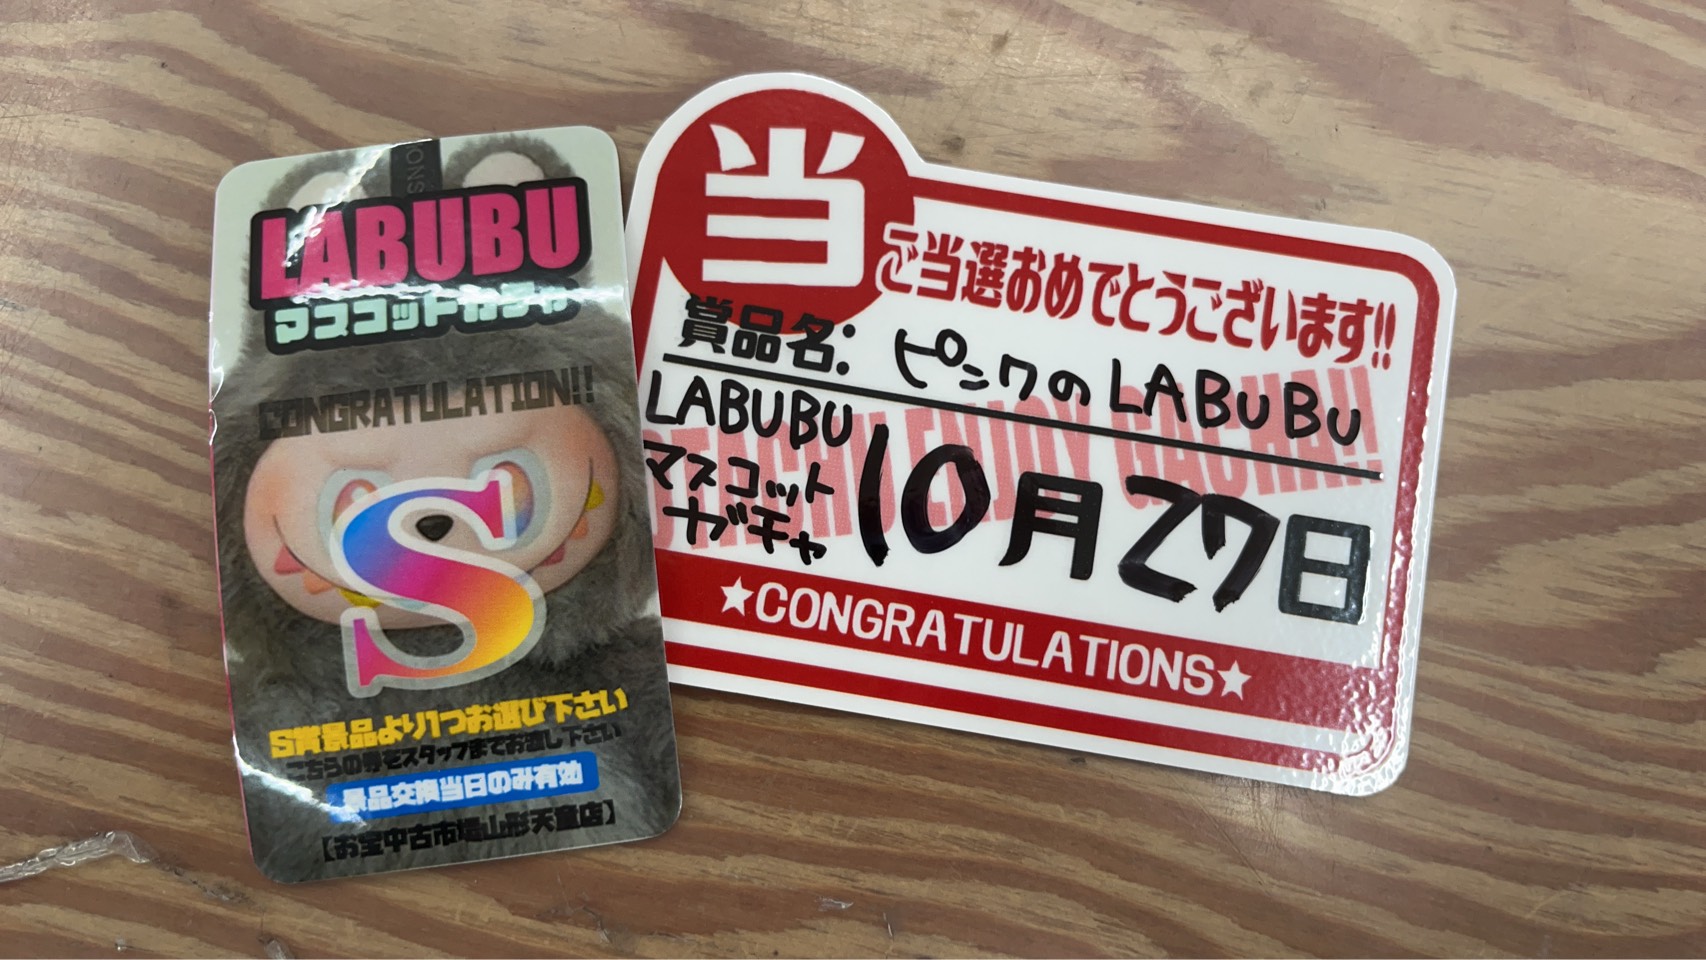 LABUBU
マスコットガチャ
CONGRATULATION!!
S
S賞景品より1つお選び下さい
こちらの券をスタッフまでお渡し下さい
景品交換当日のみ有効
【お宝中古市場山形天童店】
当
ご当選おめでとうございます!!
賞品名: ピンクのLABUBU
LABUBU
マスコット
ガチャ
10月27日
ENJOY GACHA!!
★CONGRATULATIONS★